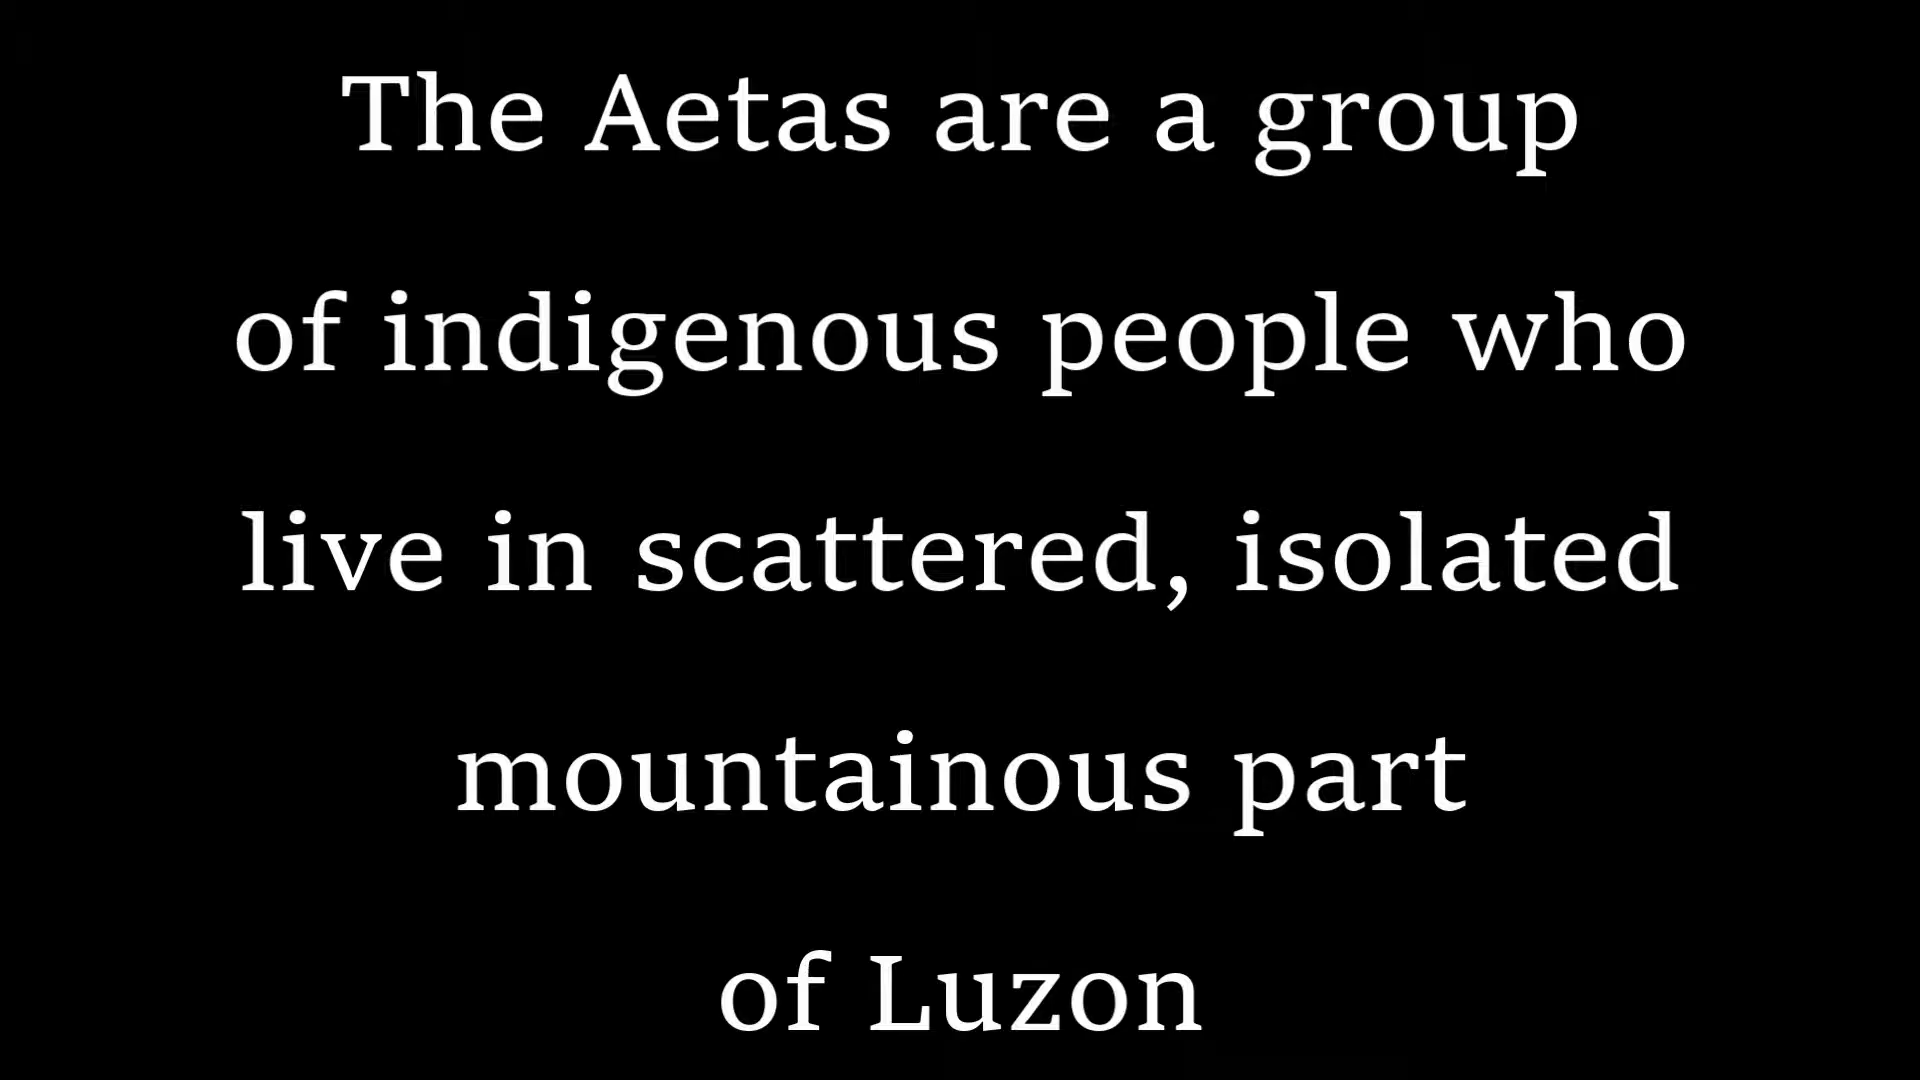 The Aetas are a group
of indigenous people who
live in scattered, isolated
mountainous part
of Luzon